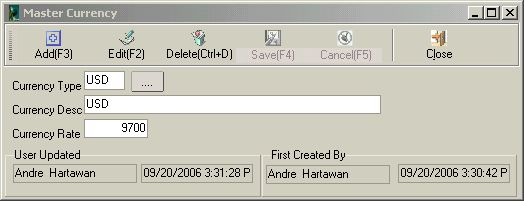 Master Currency
Add(F3) Edit(F2) Delete(Ctrl+D) Save(F4) Cancel(F5) Close
Currency Type USD ....
Currency Desc USD
Currency Rate 9700
User Updated First Created By
Andre Hartawan 09/20/2006 3:31:28 P Andre Hartawan 09/20/2006 3:30:42 P